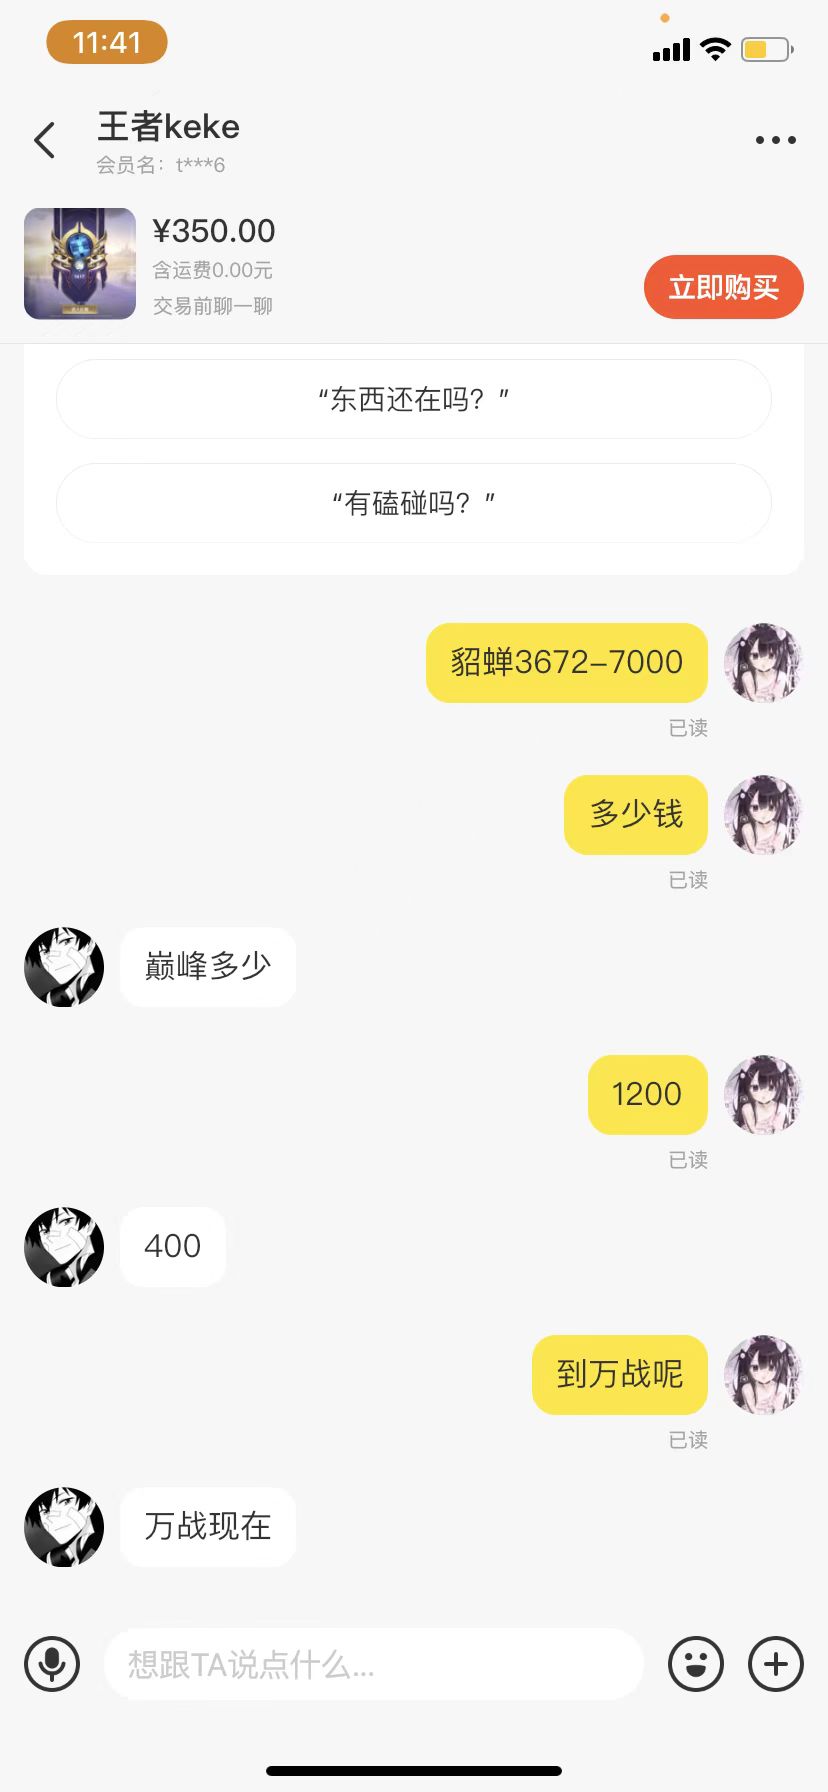 11:41
王者keke
会员名：t***6
¥350.00
含运费0.00元
交易前聊一聊
立即购买
“东西还在吗？”
“有磕碰吗？”
貂蝉3672-7000
已读
多少钱
已读
巅峰多少
1200
已读
400
到万战呢
已读
万战现在
想跟TA说点什么...